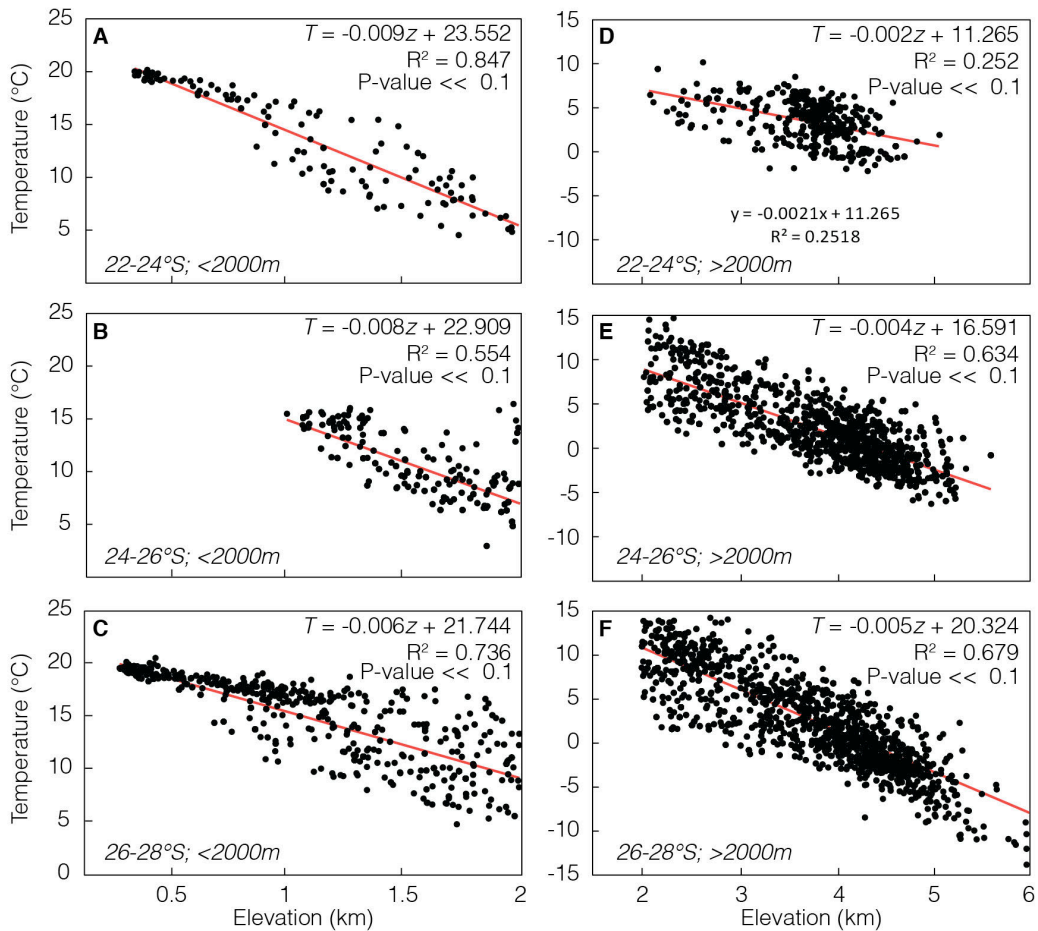 A
T = -0.009z + 23.552
R² = 0.847
P-value << 0.1
25
20
15
10
5
Temperature (°C)
22-24°S; <2000m
D
T = -0.002z + 11.265
R² = 0.252
P-value << 0.1
15
10
5
0
-5
-10
y = -0.0021x + 11.265
R² = 0.2518
22-24°S; >2000m
B
T = -0.008z + 22.909
R² = 0.554
P-value << 0.1
25
20
15
10
5
Temperature (°C)
24-26°S; <2000m
E
T = -0.004z + 16.591
R² = 0.634
P-value << 0.1
15
10
5
0
-5
-10
24-26°S; >2000m
C
T = -0.006z + 21.744
R² = 0.736
P-value << 0.1
25
20
15
10
5
0
Temperature (°C)
26-28°S; <2000m
0.5 1 1.5 2
Elevation (km)
F
T = -0.005z + 20.324
R² = 0.679
P-value << 0.1
15
10
5
0
-5
-10
-15
26-28°S; >2000m
2 3 4 5 6
Elevation (km)